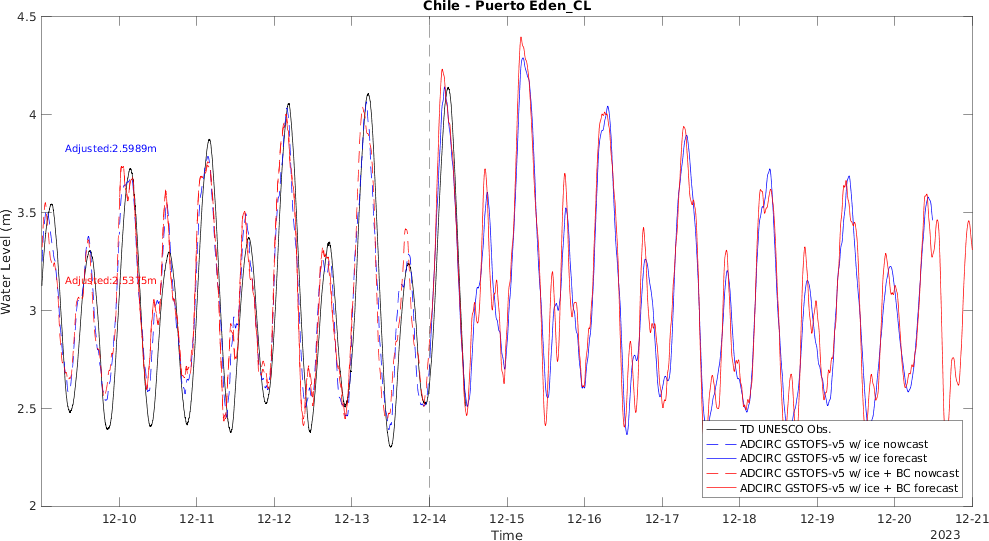 Chile - Puerto Eden_CL
4.5
4
3.5
3
2.5
2
Water Level (m)
Adjusted:2.5989m
Adjusted:2.5375m
TD UNESCO Obs.
ADCIRC GSTOFS-v5 w/ ice nowcast
ADCIRC GSTOFS-v5 w/ ice forecast
ADCIRC GSTOFS-v5 w/ ice + BC nowcast
ADCIRC GSTOFS-v5 w/ ice + BC forecast
12-10 12-11 12-12 12-13 12-14 12-15 12-16 12-17 12-18 12-19 12-20 12-21
Time
2023